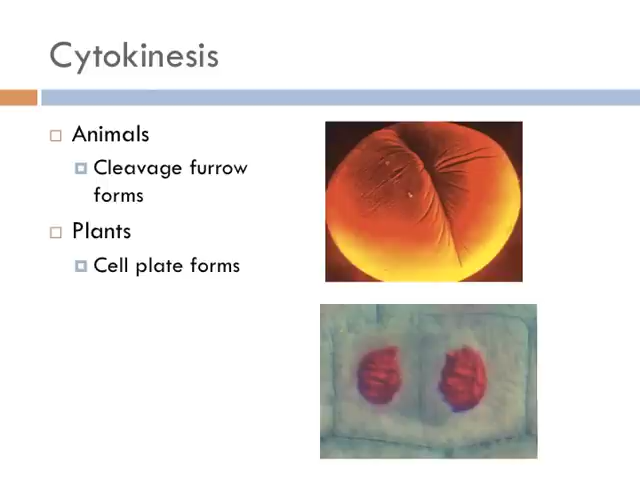 Cytokinesis
Animals
Cleavage furrow
forms
Plants
Cell plate forms